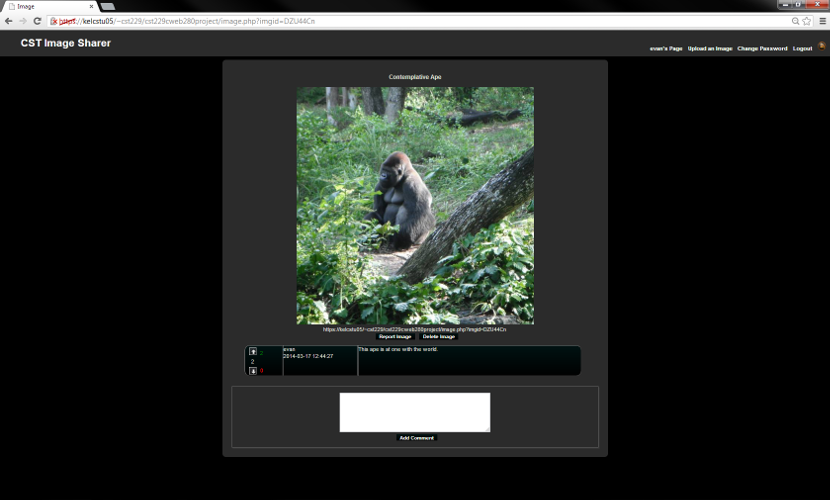 Image
https://kelcstu05/~cst229/cst229cweb280project/image.php?imgid=DZU44Cn
CST Image Sharer
evan's Page Upload an Image Change Password Logout
Contemplative Ape
https://kelcstu05/~cst229/cst229cweb280project/image.php?imgid=DZU44Cn
Report Image Delete Image
2 evan This ape is at one with the world.
2014-03-17 12:44:27
2
0
Add Comment